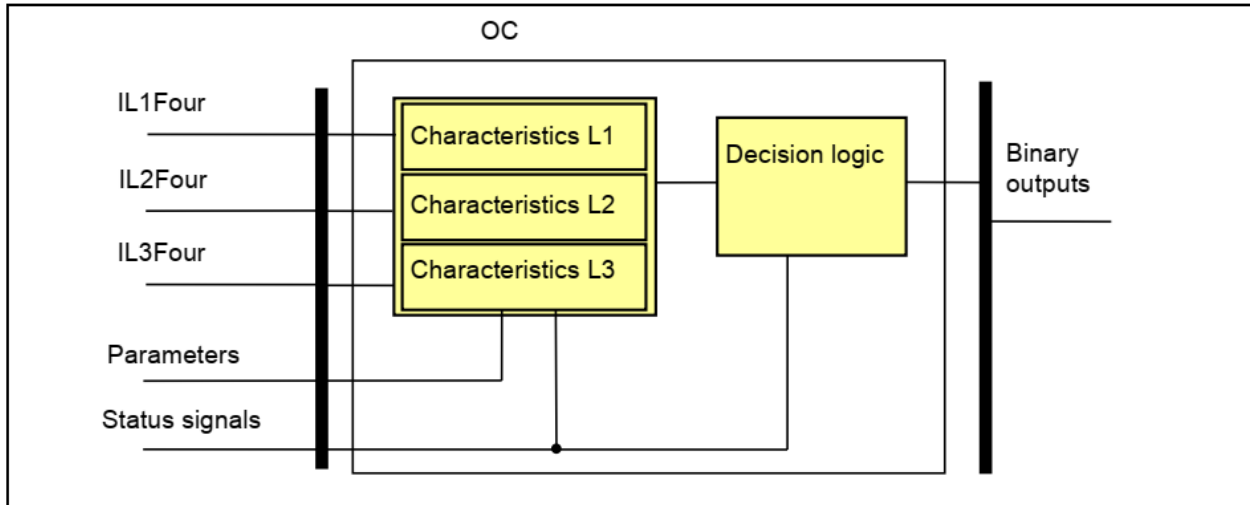 OC
IL1Four
IL2Four
IL3Four
Parameters
Status signals
Characteristics L1
Characteristics L2
Characteristics L3
Decision logic
Binary
outputs